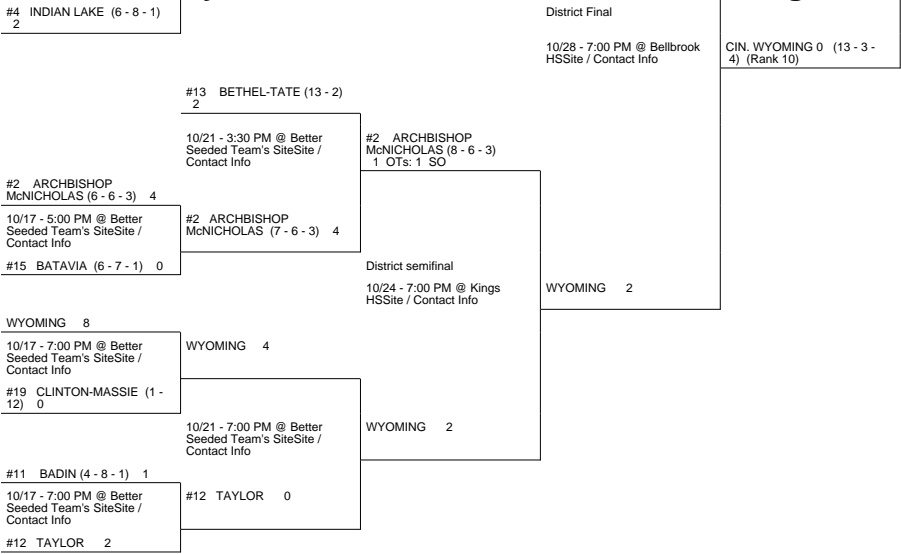 #4 INDIAN LAKE (6 - 8 - 1)
2
District Final
10/28 - 7:00 PM @ Bellbrook
HSSite / Contact Info
CIN. WYOMING 0 (13 - 3 -
4) (Rank 10)
#13 BETHEL-TATE (13 - 2)
2
10/21 - 3:30 PM @ Better
Seeded Team's SiteSite /
Contact Info
#2 ARCHBISHOP
McNICHOLAS (8 - 6 - 3)
1 OTs: 1 SO
#2 ARCHBISHOP
McNICHOLAS (6 - 6 - 3) 4
10/17 - 5:00 PM @ Better
Seeded Team's SiteSite /
Contact Info
#2 ARCHBISHOP
McNICHOLAS (7 - 6 - 3) 4
#15 BATAVIA (6 - 7 - 1) 0
District semifinal
10/24 - 7:00 PM @ Kings
HSSite / Contact Info
WYOMING 2
WYOMING 8
10/17 - 7:00 PM @ Better
Seeded Team's SiteSite /
Contact Info
WYOMING 4
#19 CLINTON-MASSIE (1 -
12) 0
10/21 - 7:00 PM @ Better
Seeded Team's SiteSite /
Contact Info
WYOMING 2
#11 BADIN (4 - 8 - 1) 1
10/17 - 7:00 PM @ Better
Seeded Team's SiteSite /
Contact Info
#12 TAYLOR 0
#12 TAYLOR 2